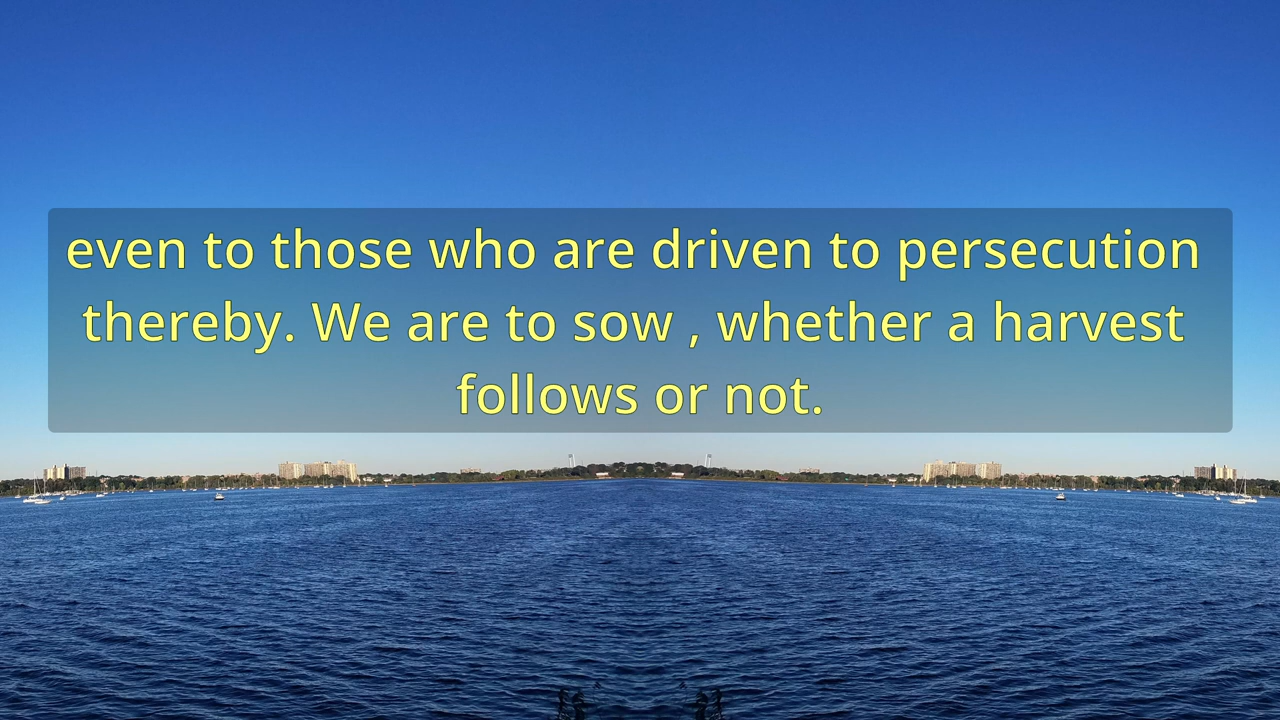 even to those who are driven to persecution
thereby. We are to sow , whether a harvest
follows or not.